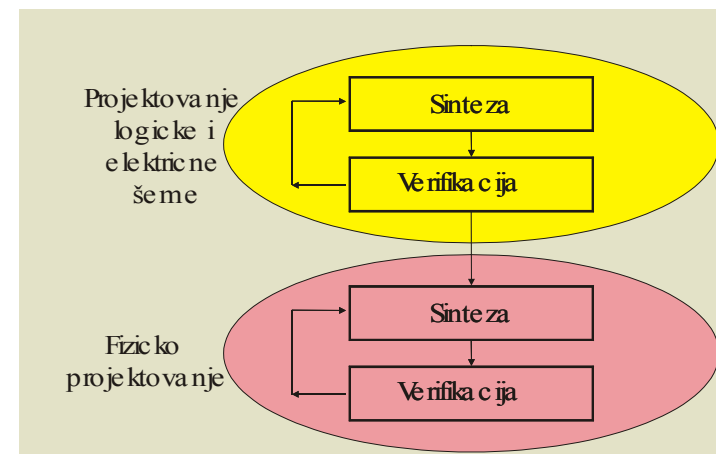 Projektovanje
logicke i
elektricne
šeme
Sinteza
Verifikacija
Fizicko
projektovanje
Sinteza
Verifikacija